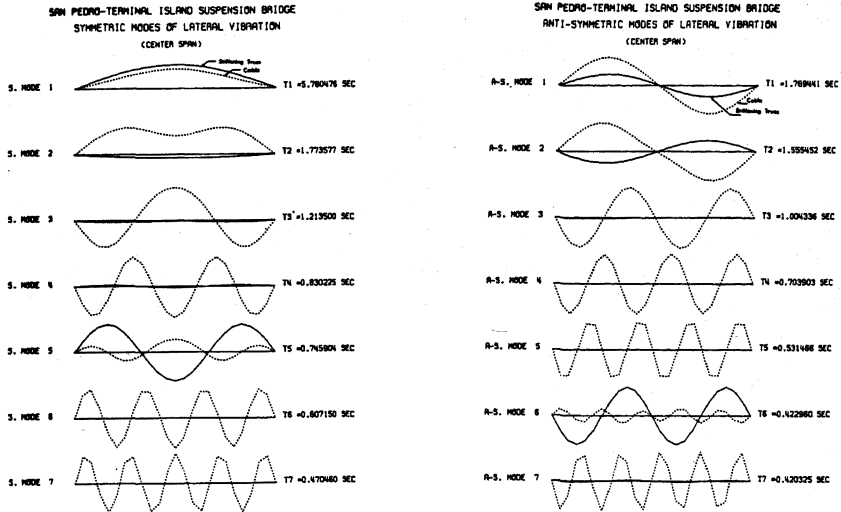 SAN PEDRO-TERMINAL ISLAND SUSPENSION BRIDGE
SYMMETRIC MODES OF LATERAL VIBRATION
(CENTER SPAN)
Stiffening Truss
Cable
S. MODE 1
T1 =5.780476 SEC
S. MODE 2
T2 =1.773577 SEC
S. MODE 3
T3 =1.213500 SEC
S. MODE 4
T4 =0.830225 SEC
S. MODE 5
T5 =0.745904 SEC
S. MODE 6
T6 =0.607150 SEC
S. MODE 7
T7 =0.470460 SEC
SAN PEDRO-TERMINAL ISLAND SUSPENSION BRIDGE
ANTI-SYMMETRIC MODES OF LATERAL VIBRATION
(CENTER SPAN)
A-S. MODE 1
T1 =1.769441 SEC
Cable
Stiffening Truss
A-S. MODE 2
T2 =1.555452 SEC
A-S. MODE 3
T3 =1.004336 SEC
A-S. MODE 4
T4 =0.703903 SEC
A-S. MODE 5
T5 =0.531466 SEC
A-S. MODE 6
T6 =0.422960 SEC
A-S. MODE 7
T7 =0.420325 SEC